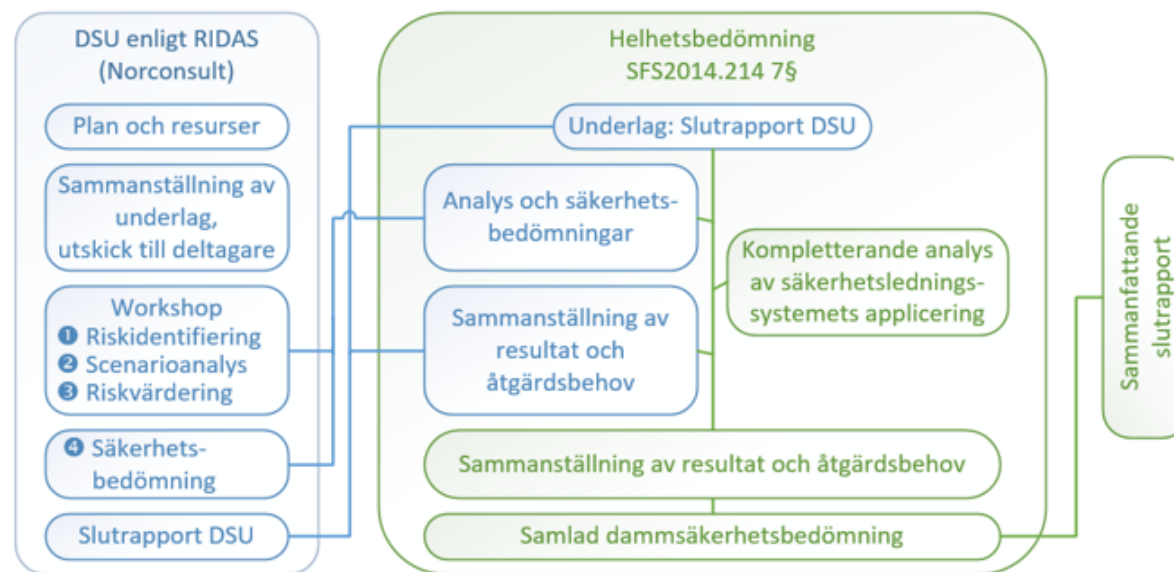 DSU enligt RIDAS
(Norconsult)
Plan och resurser
Sammanställning av
underlag,
utskick till deltagare
Workshop
❶ Riskidentifiering
❷ Scenarioanalys
❸ Riskvärdering
❹ Säkerhets-
bedömning
Slutrapport DSU
Helhetsbedömning
SFS2014.214 7§
Underlag: Slutrapport DSU
Analys och säkerhets-
bedömningar
Kompletterande analys
av säkerhetslednings-
systemets applicering
Sammanställning av
resultat och
åtgärdsbehov
Sammanställning av resultat och åtgärdsbehov
Samlad dammsäkerhetsbedömning
Sammanfattande
slutrapport